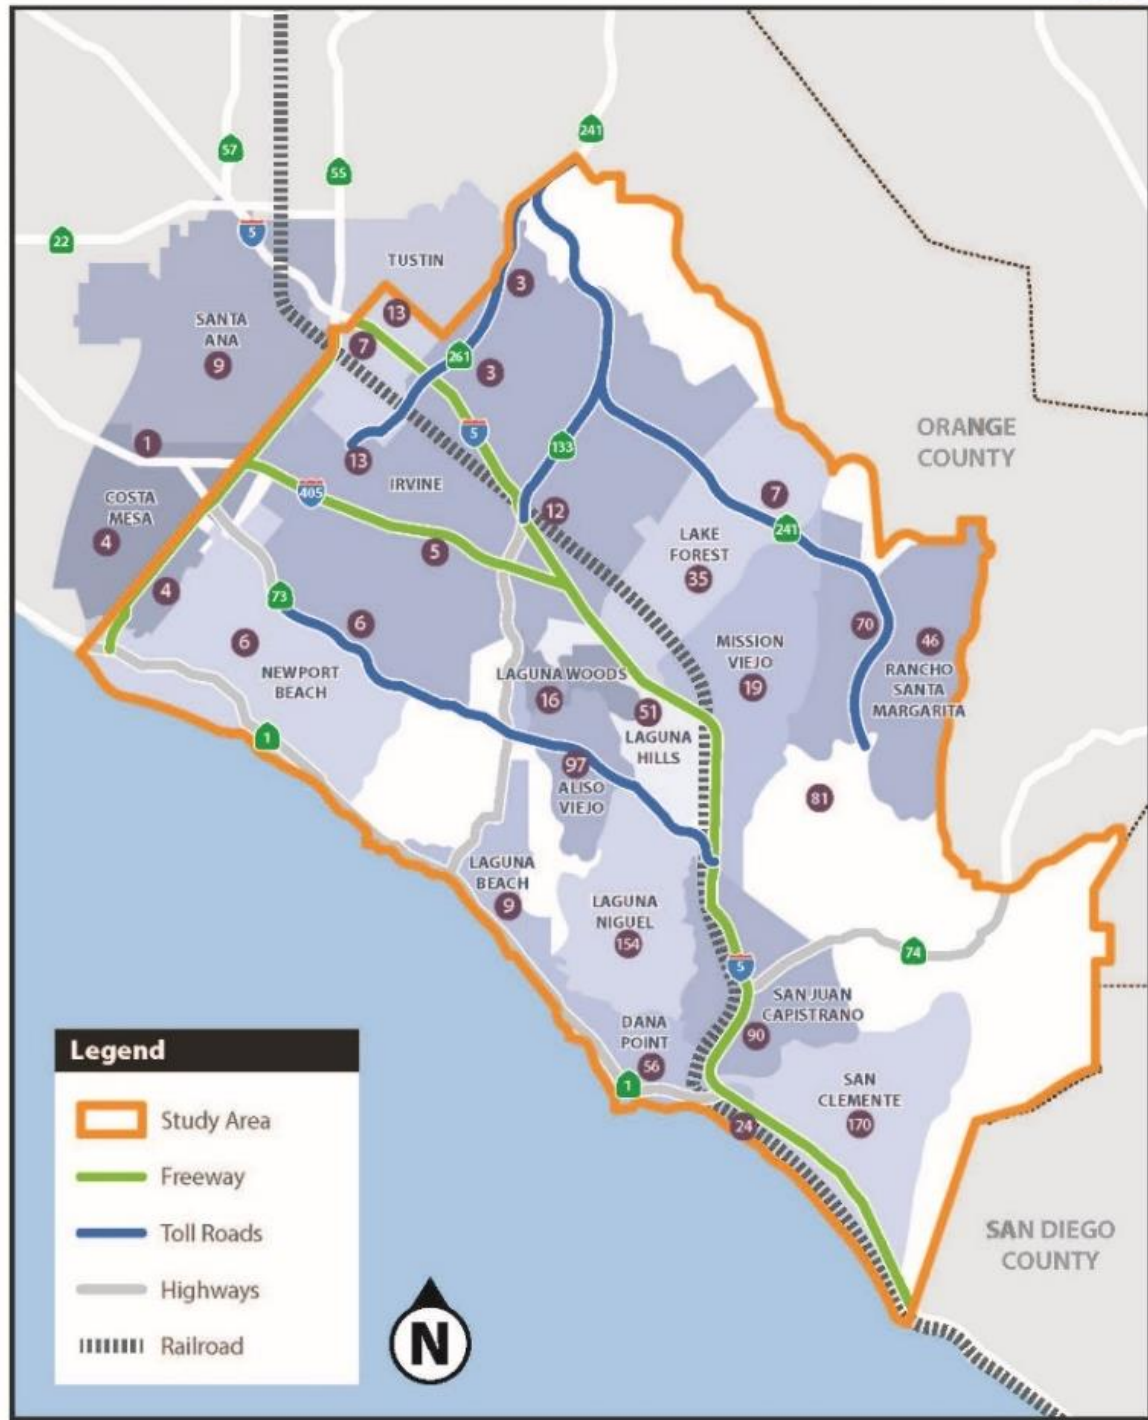 241
57
55
5
22
TUSTIN
3
13
SANTA
ANA
7
261
9
3
5
ORANGE
COUNTY
1
133
13
IRVINE
405
7
COSTA
MESA
12
241
4
5
LAKE
FOREST
35
4
73
6
70
46
6
MISSION
VIEJO
19
RANCHO
SANTA
MARGARITA
NEWPORT
BEACH
LAGUNA WOODS
16
51
LAGUNA
HILLS
1
97
ALISO
VIEJO
81
LAGUNA
BEACH
9
LAGUNA
NIGUEL
154
74
5
SAN JUAN
CAPISTRANO
90
DANA
POINT
56
1
SAN
CLEMENTE
170
24
SAN DIEGO
COUNTY
Legend
Study Area
Freeway
Toll Roads
Highways
Railroad
N